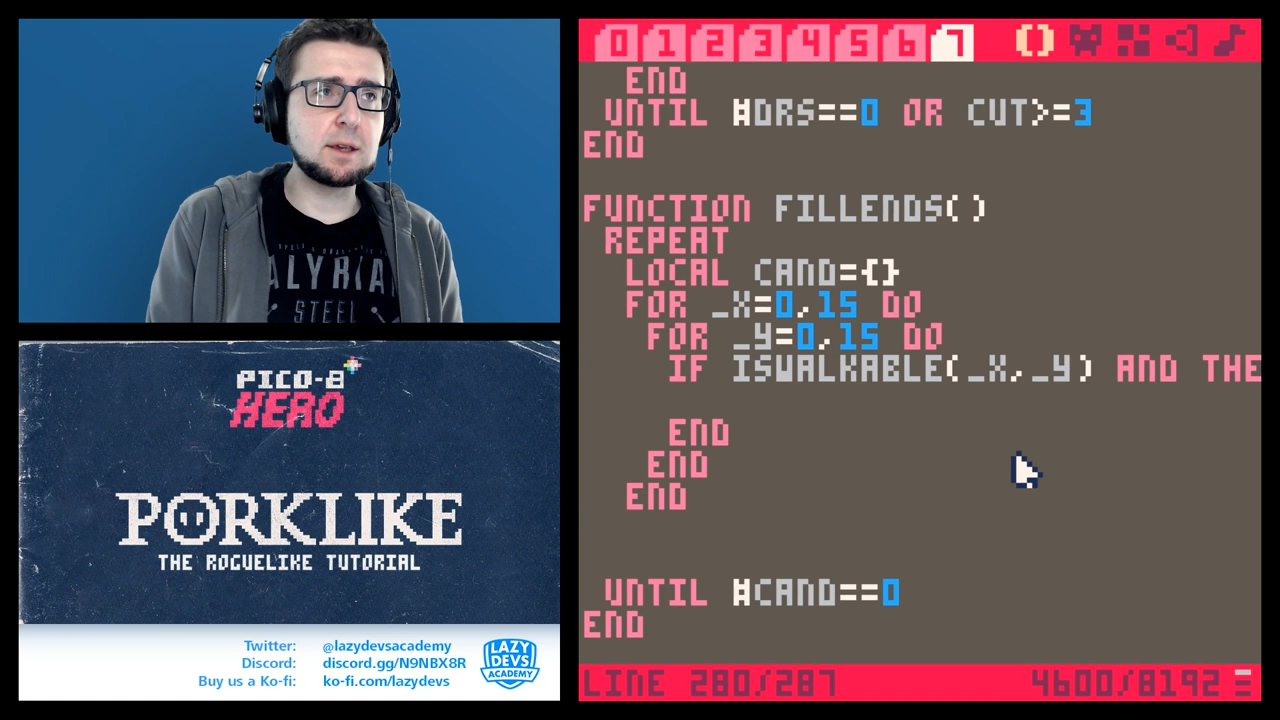 ALYRIA
STEEL
PICO-8
HERO
PORKLIKE
THE ROGUELIKE TUTORIAL
Twitter: @lazydevsacademy
Discord: discord.gg/N9NBX8R
Buy us a Ko-fi: ko-fi.com/lazydevs
LAZY
DEVS
ACADEMY
0 1 2 3 4 5 6 7 ()
END
UNTIL #DRS==0 OR CUT>=3
END
FUNCTION FILLENDS()
REPEAT
LOCAL CAND={}
FOR _X=0,15 DO
FOR _Y=0,15 DO
IF ISWALKABLE(_X,_Y) AND THE
END
END
END
UNTIL #CAND==0
END
LINE 280/287 4600/8192